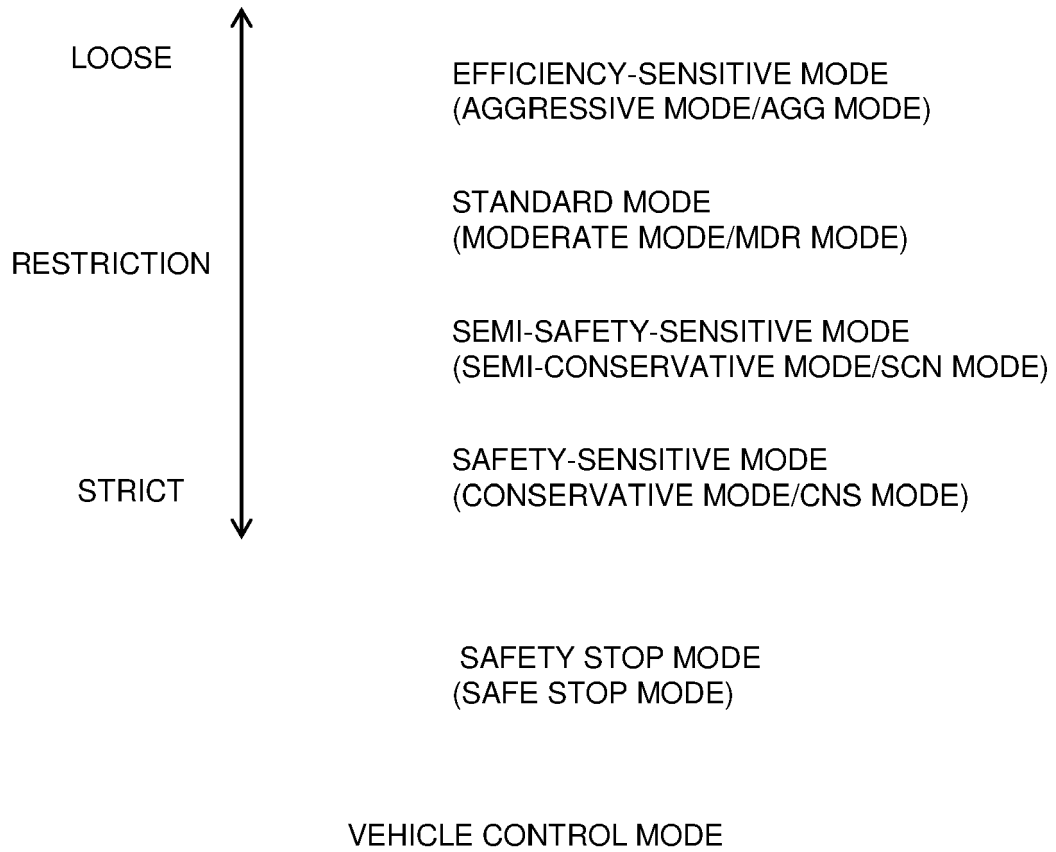 LOOSE
EFFICIENCY-SENSITIVE MODE
(AGGRESSIVE MODE/AGG MODE)
STANDARD MODE
(MODERATE MODE/MDR MODE)
RESTRICTION
SEMI-SAFETY-SENSITIVE MODE
(SEMI-CONSERVATIVE MODE/SCN MODE)
SAFETY-SENSITIVE MODE
(CONSERVATIVE MODE/CNS MODE)
STRICT
SAFETY STOP MODE
(SAFE STOP MODE)
VEHICLE CONTROL MODE